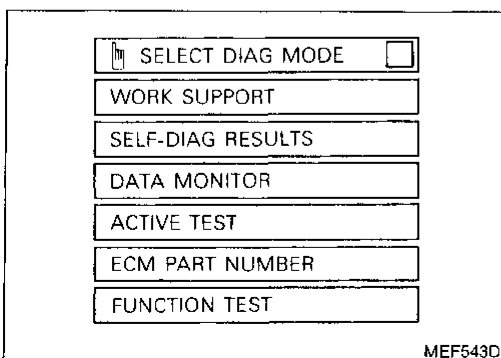 SELECT DIAG MODE
WORK SUPPORT
SELF-DIAG RESULTS
DATA MONITOR
ACTIVE TEST
ECM PART NUMBER
FUNCTION TEST
MEF543D